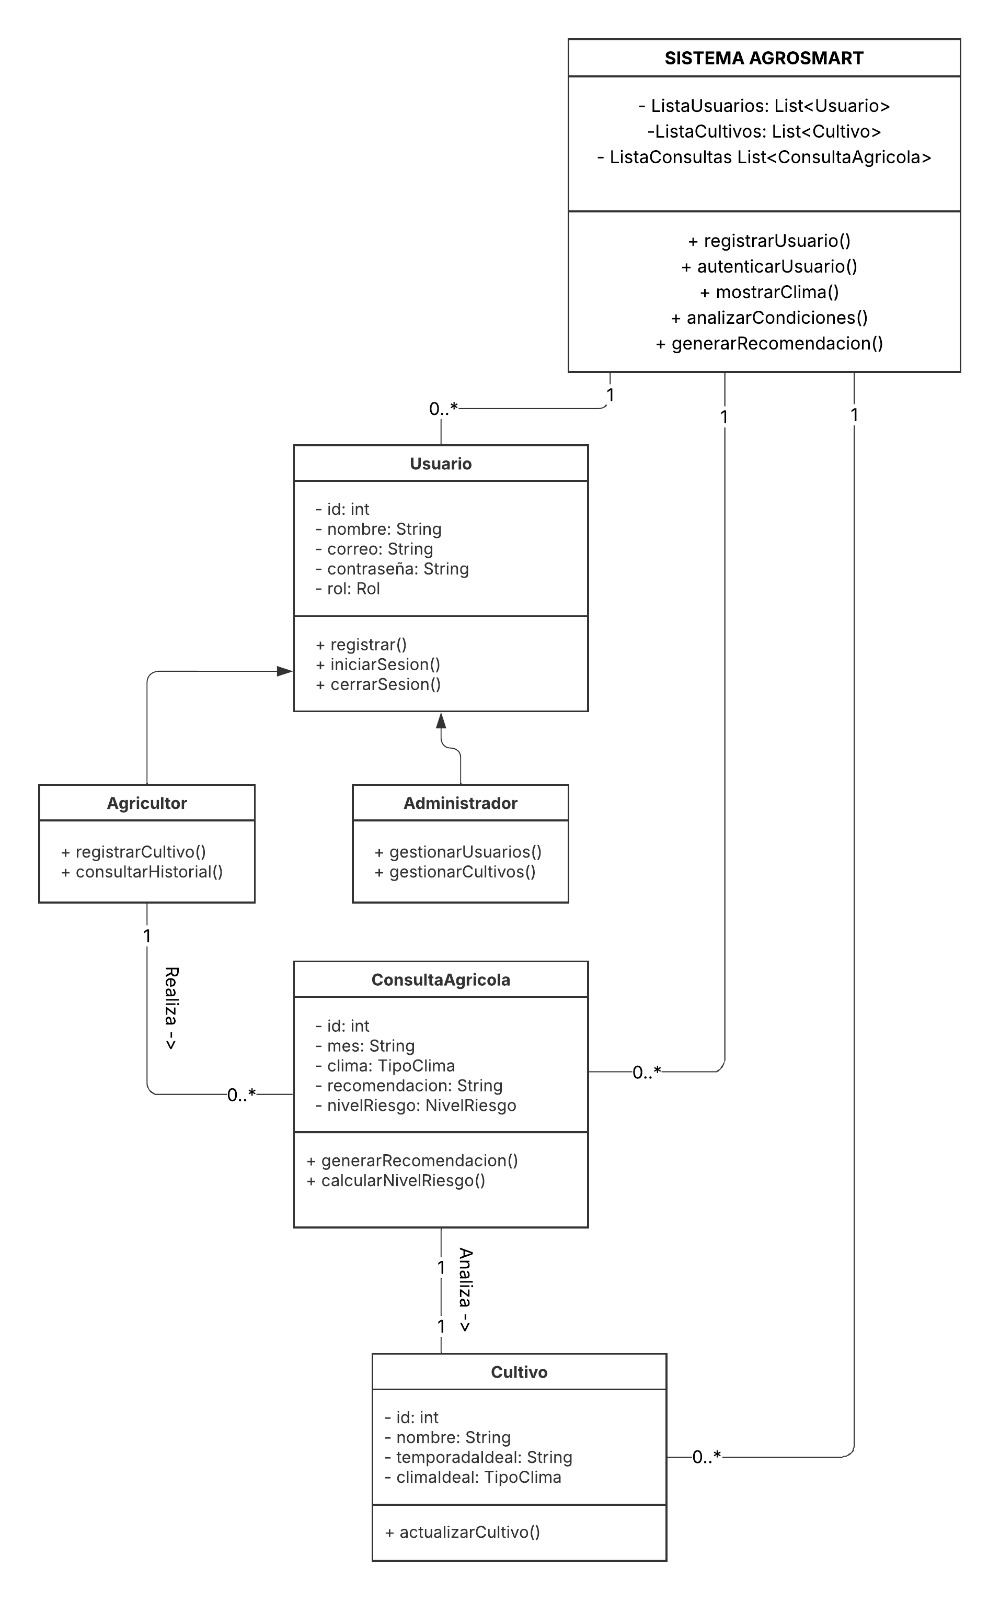 SISTEMA AGROSMART
- ListaUsuarios: List<Usuario>
-ListaCultivos: List<Cultivo>
- ListaConsultas List<ConsultaAgricola>
+ registrarUsuario()
+ autenticarUsuario()
+ mostrarClima()
+ analizarCondiciones()
+ generarRecomendacion()
1
1
1
0..*
Usuario
- id: int
- nombre: String
- correo: String
- contraseña: String
- rol: Rol
+ registrar()
+ iniciarSesion()
+ cerrarSesion()
Agricultor
+ registrarCultivo()
+ consultarHistorial()
Administrador
+ gestionarUsuarios()
+ gestionarCultivos()
1
Realiza ->
0..*
ConsultaAgricola
- id: int
- mes: String
- clima: TipoClima
- recomendacion: String
- nivelRiesgo: NivelRiesgo
+ generarRecomendacion()
+ calcularNivelRiesgo()
0..*
1
Analiza ->
1
Cultivo
- id: int
- nombre: String
- temporadaIdeal: String
- climaIdeal: TipoClima
+ actualizarCultivo()
0..*